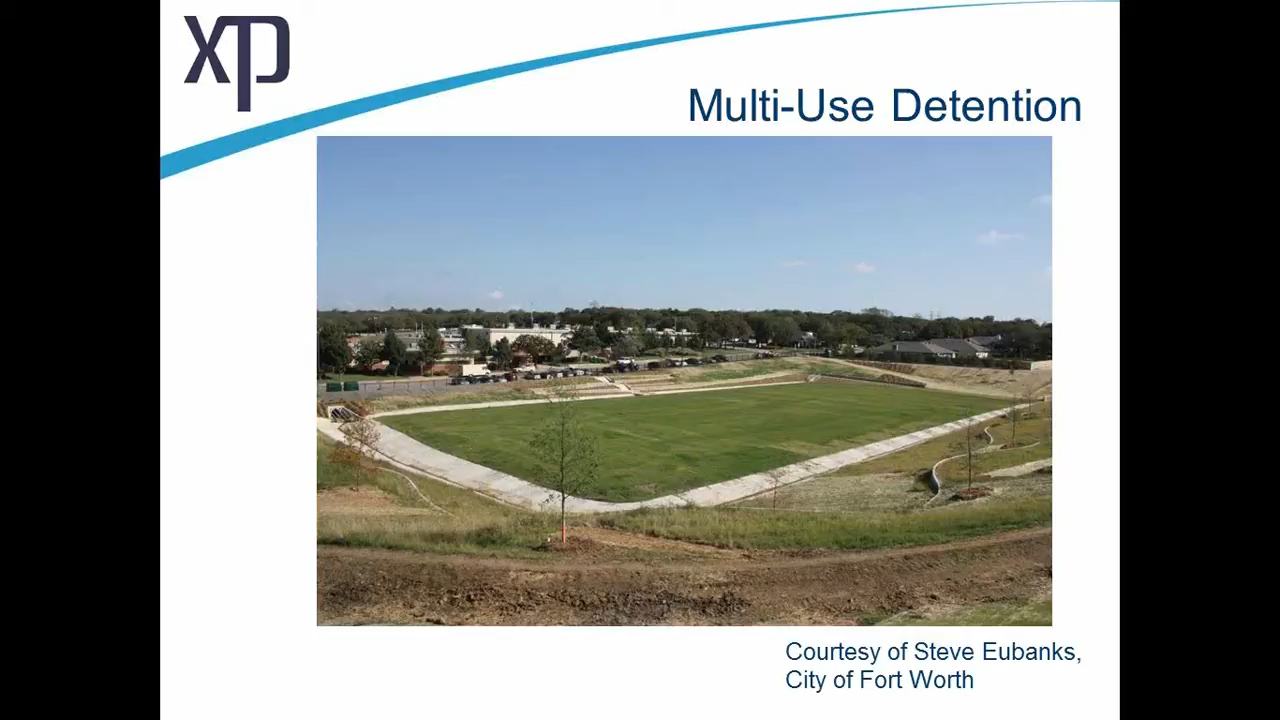 xp
Multi-Use Detention
Courtesy of Steve Eubanks,
City of Fort Worth